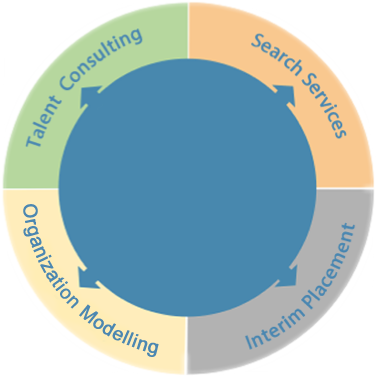 Talent Consulting
Search Services
Organization Modelling
Interim Placement